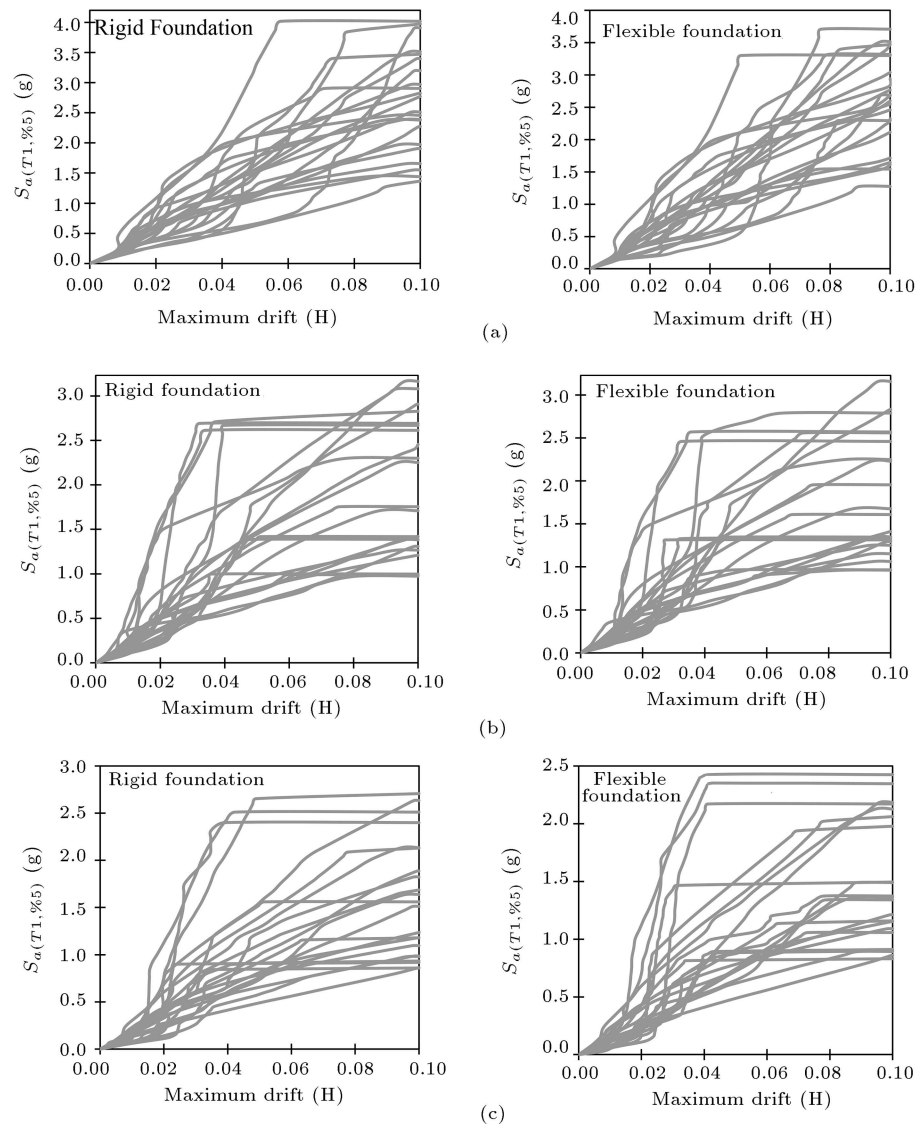 Rigid Foundation
4.0
3.5
3.0
2.5
2.0
1.5
1.0
0.5
0.0
0.00 0.02 0.04 0.06 0.08 0.10
Sa(T1,%5) (g)
Maximum drift (H)
Flexible foundation
4.0
3.5
3.0
2.5
2.0
1.5
1.0
0.5
0.0
0.00 0.02 0.04 0.06 0.08 0.10
Sa(T1,%5) (g)
Maximum drift (H)
(a)
Rigid foundation
3.0
2.5
2.0
1.5
1.0
0.5
0.0
0.00 0.02 0.04 0.06 0.08 0.10
Sa(T1,%5) (g)
Maximum drift (H)
Flexible foundation
3.0
2.5
2.0
1.5
1.0
0.5
0.0
0.00 0.02 0.04 0.06 0.08 0.10
Sa(T1,%5) (g)
Maximum drift (H)
(b)
Rigid foundation
3.0
2.5
2.0
1.5
1.0
0.5
0.0
0.00 0.02 0.04 0.06 0.08 0.10
Sa(T1,%5) (g)
Maximum drift (H)
Flexible
foundation
2.5
2.0
1.5
1.0
0.5
0.0
0.00 0.02 0.04 0.06 0.08 0.10
Sa(T1,%5) (g)
Maximum drift (H)
(c)